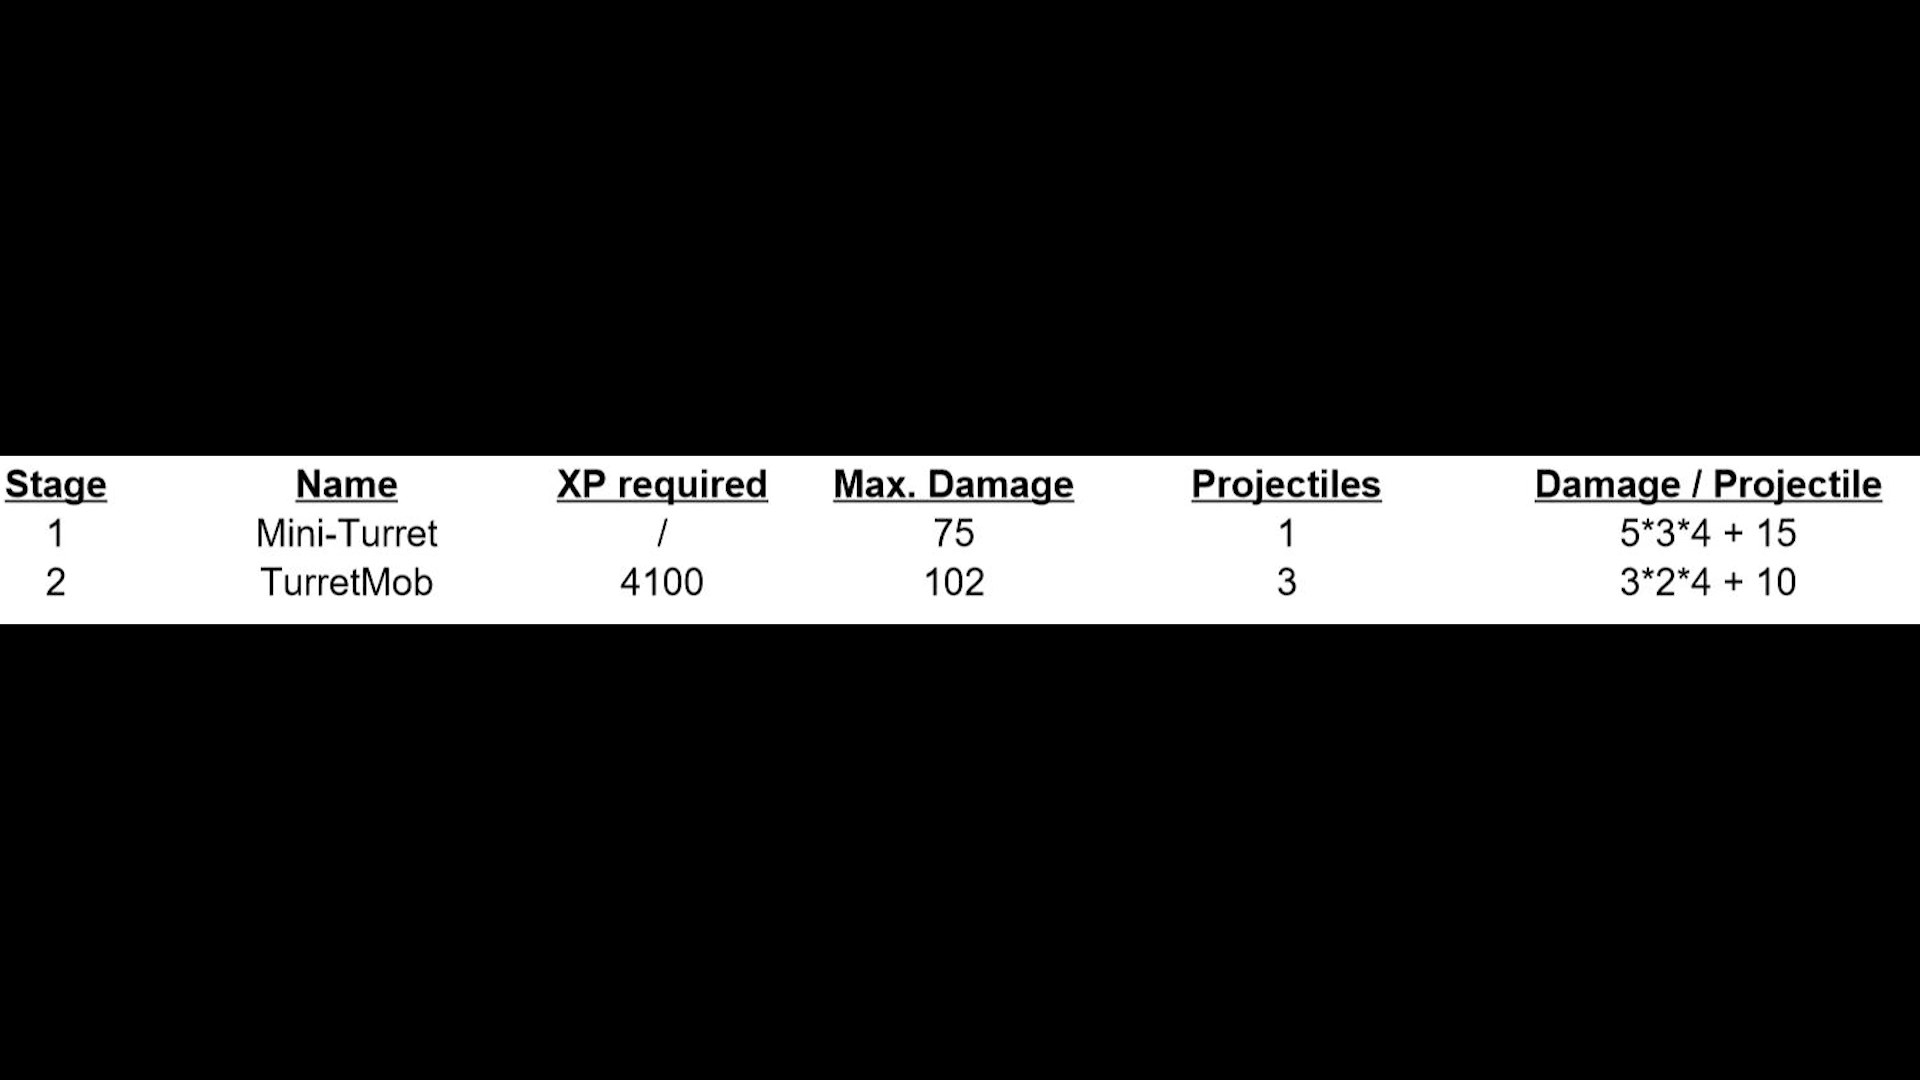 Stage Name XP required Max. Damage Projectiles Damage / Projectile
1 Mini-Turret / 75 1 5*3*4 + 15
2 TurretMob 4100 102 3 3*2*4 + 10